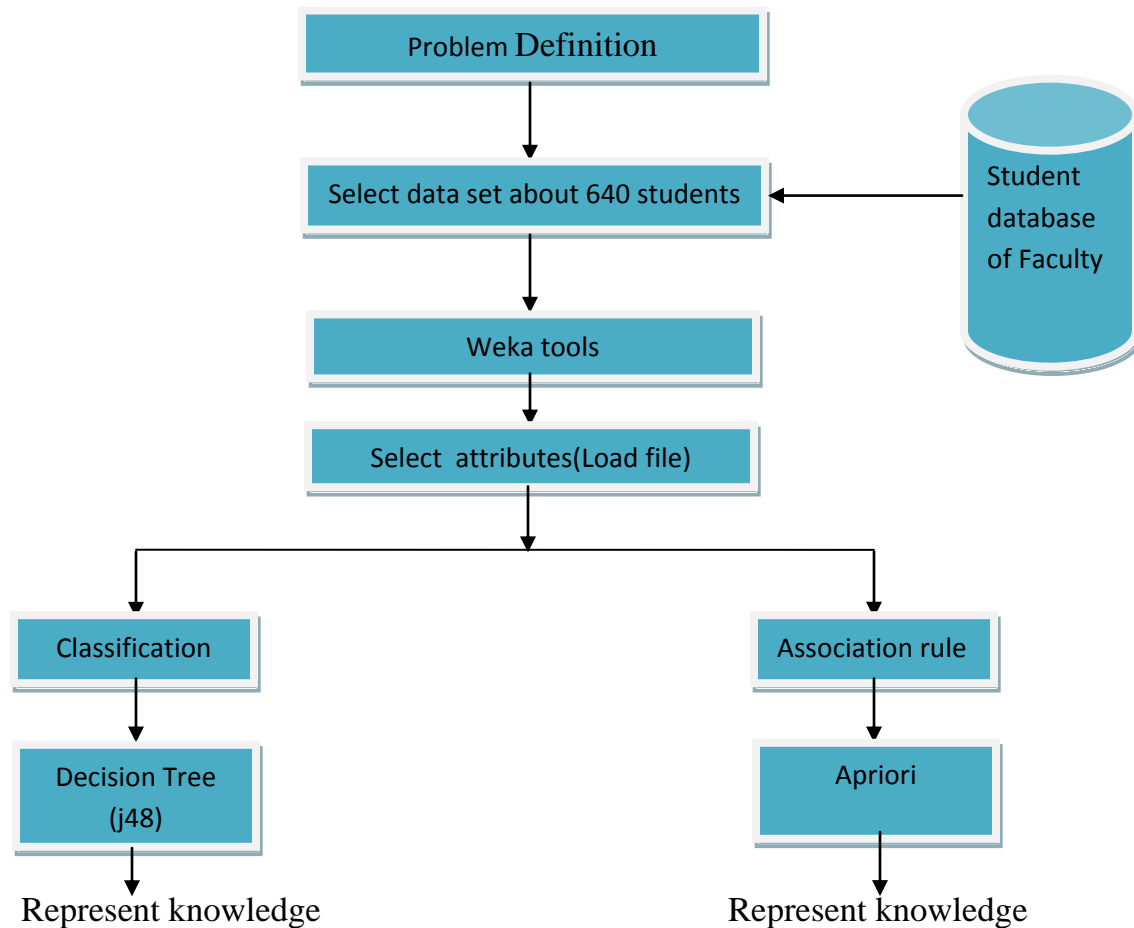 Problem Definition
Select data set about 640 students
Student
database
of Faculty
Weka tools
Select attributes(Load file)
Classification
Association rule
Decision Tree
(j48)
Apriori
Represent knowledge
Represent knowledge